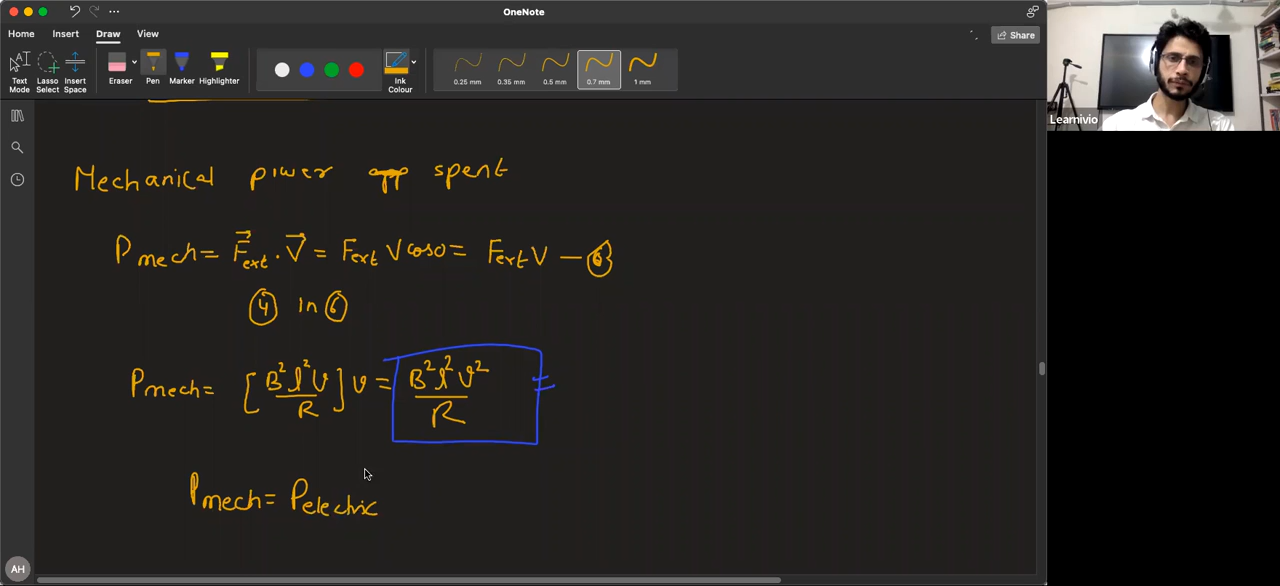 OneNote
Home Insert Draw View
Share
Text Mode Lasso Select Insert Space Eraser Pen Marker Highlighter Ink Colour 0.25 mm 0.35 mm 0.5 mm 0.7 mm 1 mm
Learnivio
Mechanical power app spent
Pmech = F⃗ext · V⃗ = Fext V cos0 = Fext V — ⑥
④ in ⑥
Pmech = [B²l²V/R] V = B²l²V²/R =
Pmech = Pelectric
AH